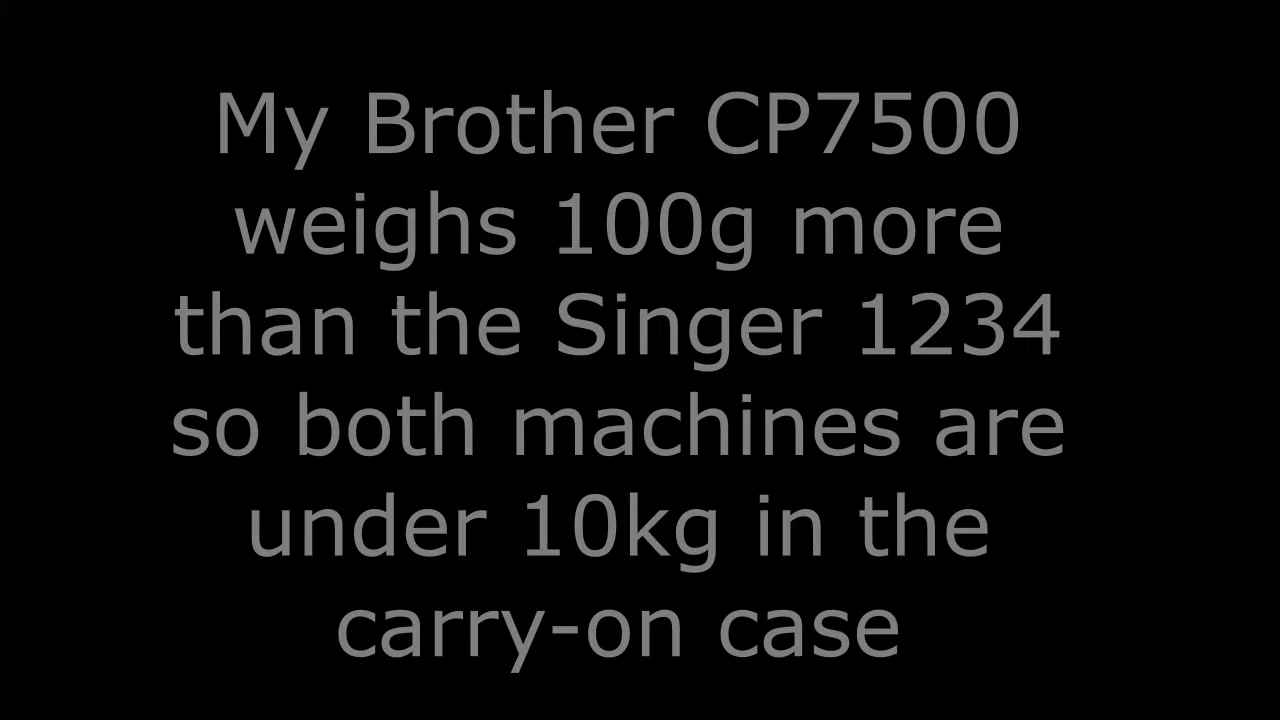 My Brother CP7500
weighs 100g more
than the Singer 1234
so both machines are
under 10kg in the
carry-on case